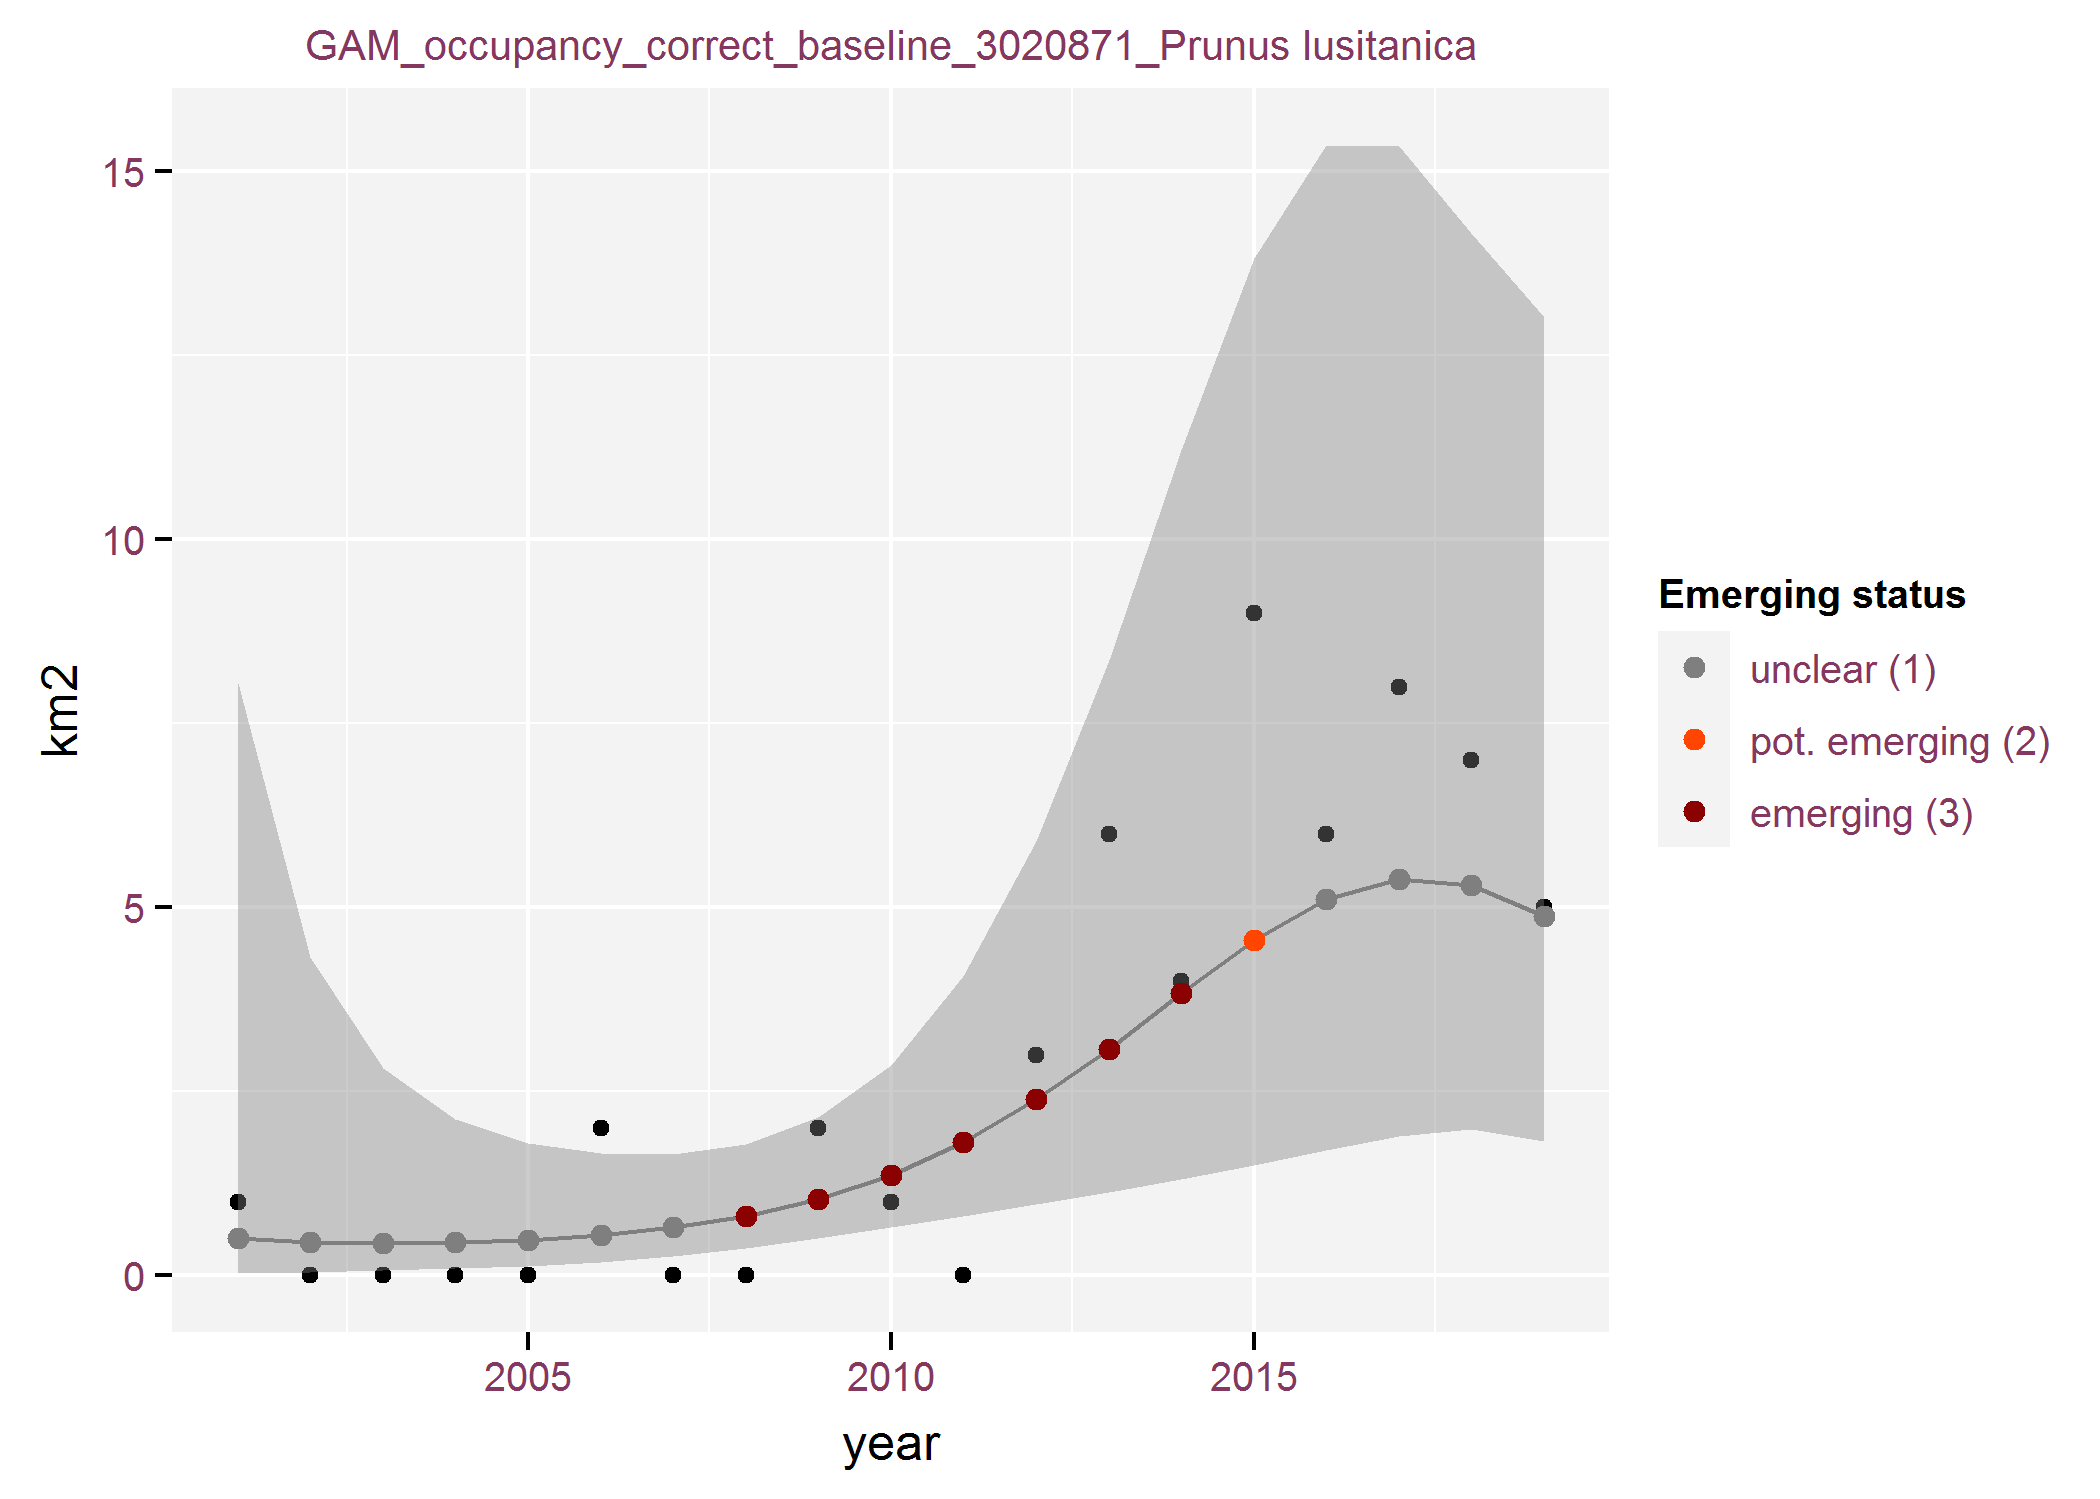 GAM_occupancy_correct_baseline_3020871_Prunus lusitanica
15
10
5
0
km2
2005 2010 2015
year
Emerging status
unclear (1)
pot. emerging (2)
emerging (3)